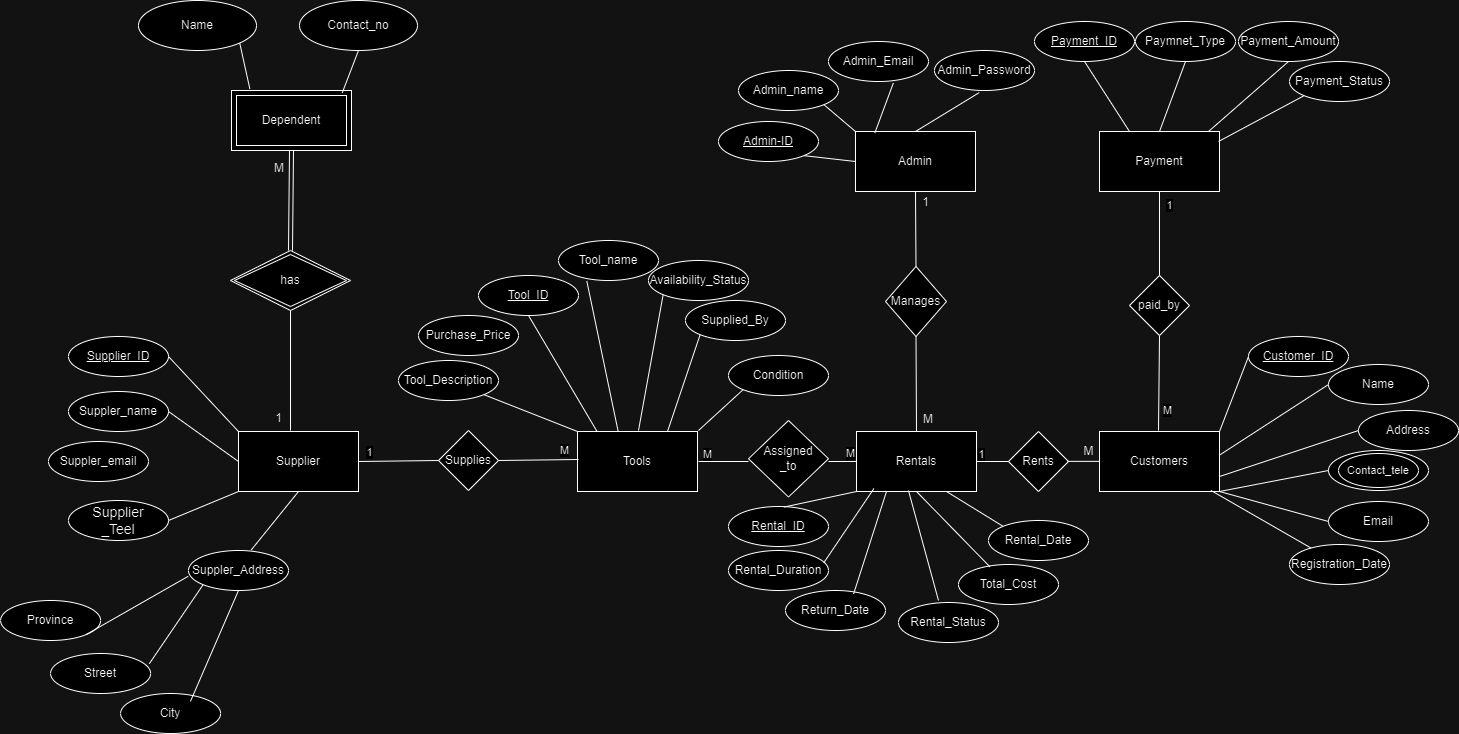 Name
Contact_no
Dependent
M
has
1
Admin_Email
Admin_name
Admin_Password
Admin-ID
Admin
1
Manages
M
Payment_ID
Paymnet_Type
Payment_Amount
Payment_Status
Payment
1
paid_by
M
Supplier_ID
Suppler_name
Suppler_email
Supplier
_Teel
Supplier
Suppler_Address
Province
Street
City
1
Supplies
M
Tool_name
Tool_ID
Availability_Status
Purchase_Price
Supplied_By
Tool_Description
Condition
Tools
M
Assigned
_to
M
Rentals
Rental_ID
Rental_Duration
Return_Date
Rental_Status
Total_Cost
Rental_Date
1
Rents
M
Customers
Customer_ID
Name
Address
Contact_tele
Email
Registration_Date